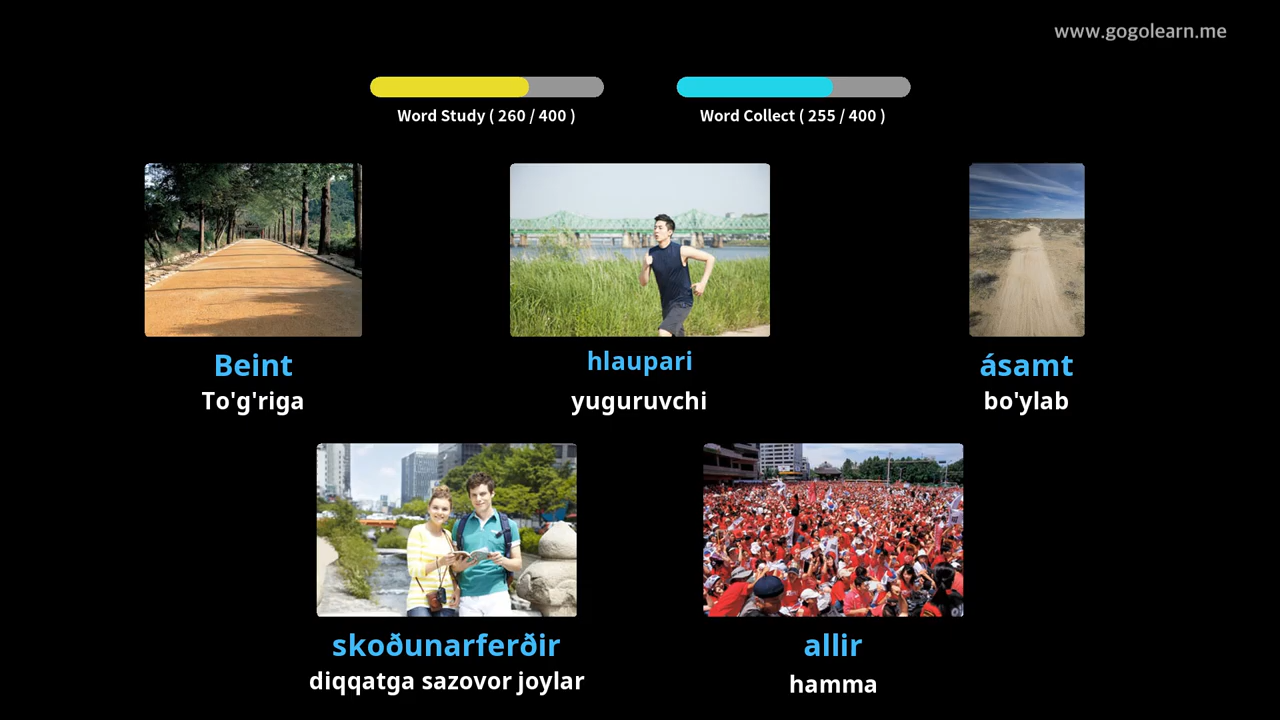 www.gogolearn.me
Word Study ( 260 / 400 )
Word Collect ( 255 / 400 )
Beint
To'g'riga
hlaupari
yuguruvchi
ásamt
bo'ylab
skoðunarferðir
diqqatga sazovor joylar
allir
hamma